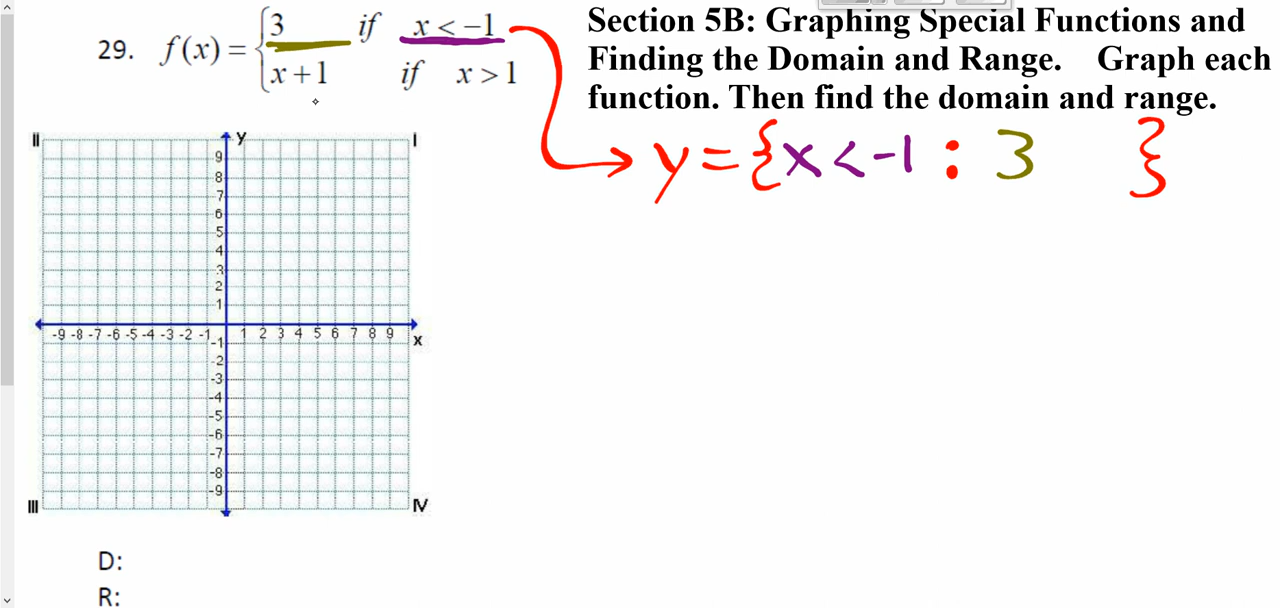 29. f(x) = {3 if x < −1
x + 1 if x > 1
Section 5B: Graphing Special Functions and
Finding the Domain and Range. Graph each
function. Then find the domain and range.
y = {x < -1 : 3 }
II y I
9
8
7
6
5
4
3
2
1
-9 -8 -7 -6 -5 -4 -3 -2 -1 1 2 3 4 5 6 7 8 9 x
-1
-2
-3
-4
-5
-6
-7
-8
-9
III IV
D:
R: